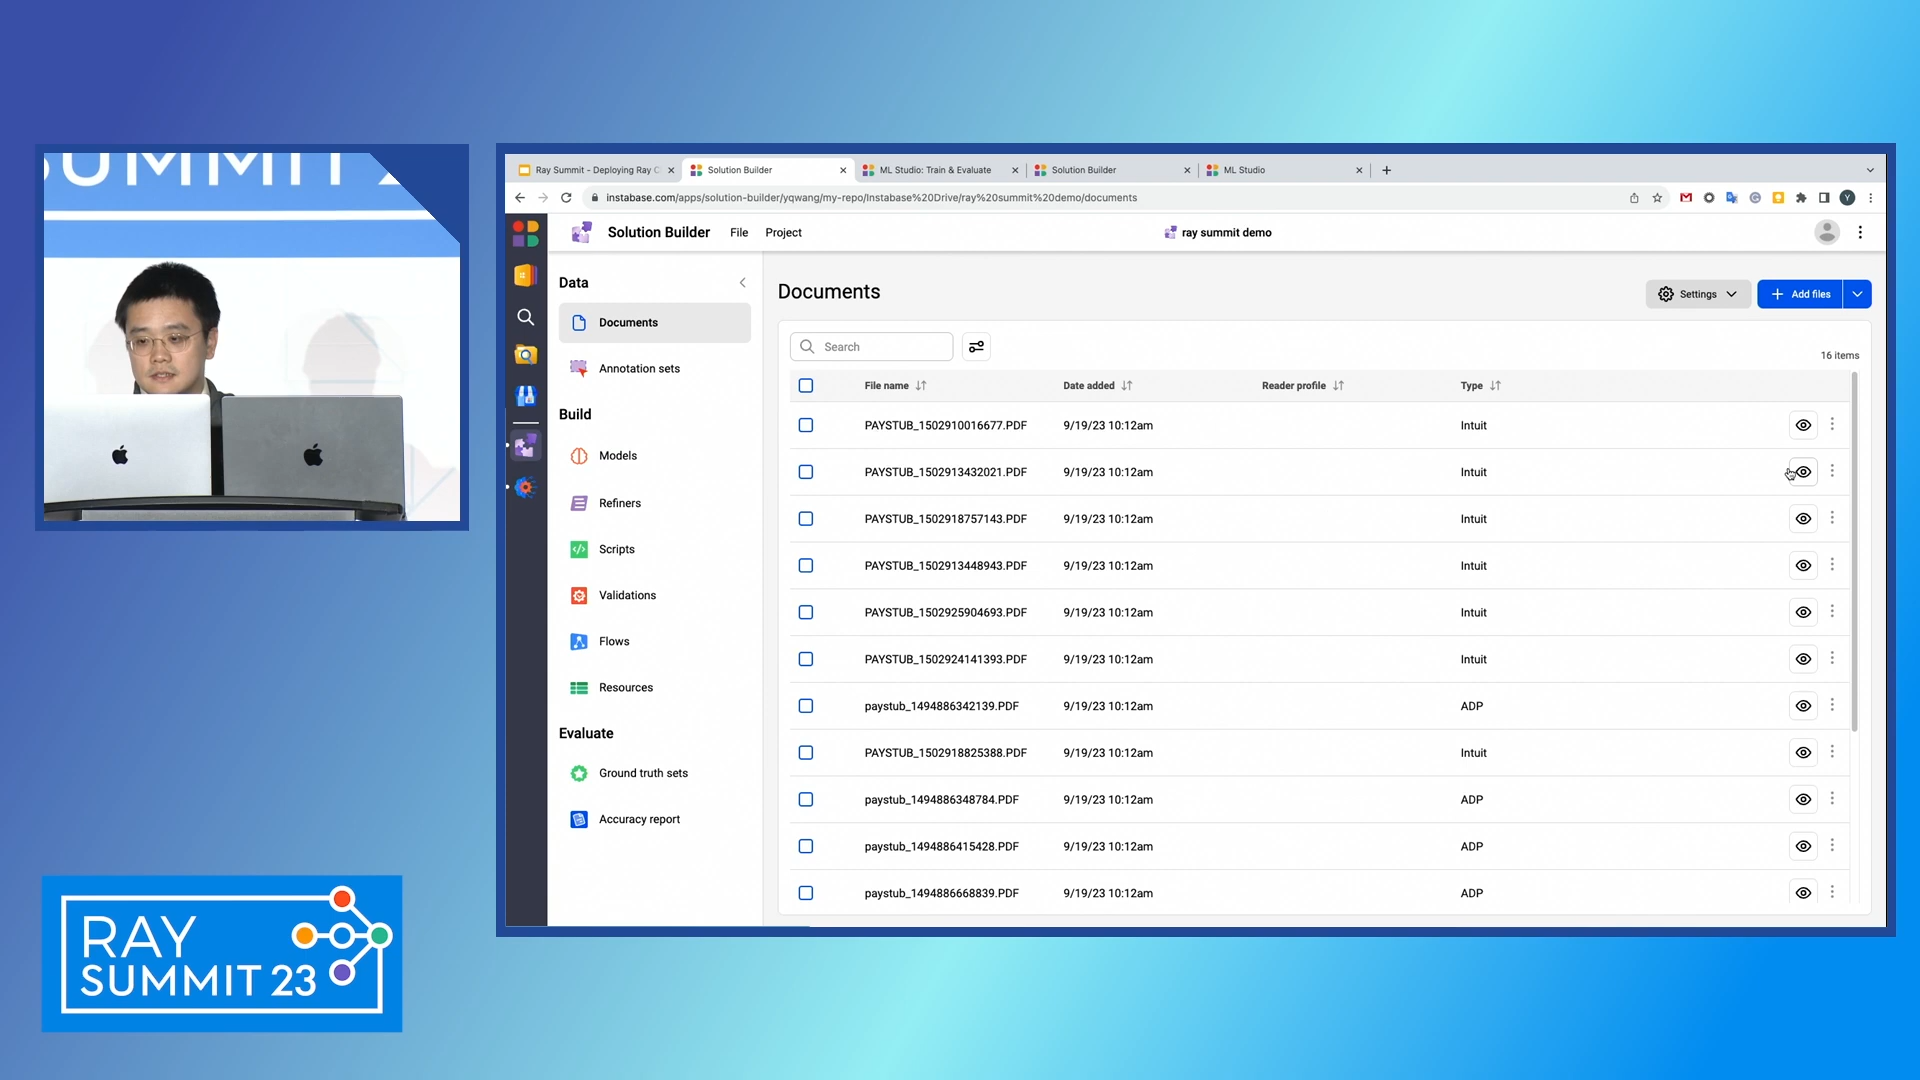 SUMMIT 2
RAY
SUMMIT 23
Ray Summit - Deploying Ray C
Solution Builder
ML Studio: Train & Evaluate
Solution Builder
ML Studio
instabase.com/apps/solution-builder/yqwang/my-repo/Instabase%20Drive/ray%20summit%20demo/documents
Y
Solution Builder
File
Project
ray summit demo
Data
Documents
Annotation sets
Build
Models
Refiners
Scripts
Validations
Flows
Resources
Evaluate
Ground truth sets
Accuracy report
Documents
Settings
+ Add files
Search
16 items
File name
Date added
Reader profile
Type
PAYSTUB_1502910016677.PDF 9/19/23 10:12am Intuit
PAYSTUB_1502913432021.PDF 9/19/23 10:12am Intuit
PAYSTUB_1502918757143.PDF 9/19/23 10:12am Intuit
PAYSTUB_1502913448943.PDF 9/19/23 10:12am Intuit
PAYSTUB_1502925904693.PDF 9/19/23 10:12am Intuit
PAYSTUB_1502924141393.PDF 9/19/23 10:12am Intuit
paystub_1494886342139.PDF 9/19/23 10:12am ADP
PAYSTUB_1502918825388.PDF 9/19/23 10:12am Intuit
paystub_1494886348784.PDF 9/19/23 10:12am ADP
paystub_1494886415428.PDF 9/19/23 10:12am ADP
paystub_1494886668839.PDF 9/19/23 10:12am ADP